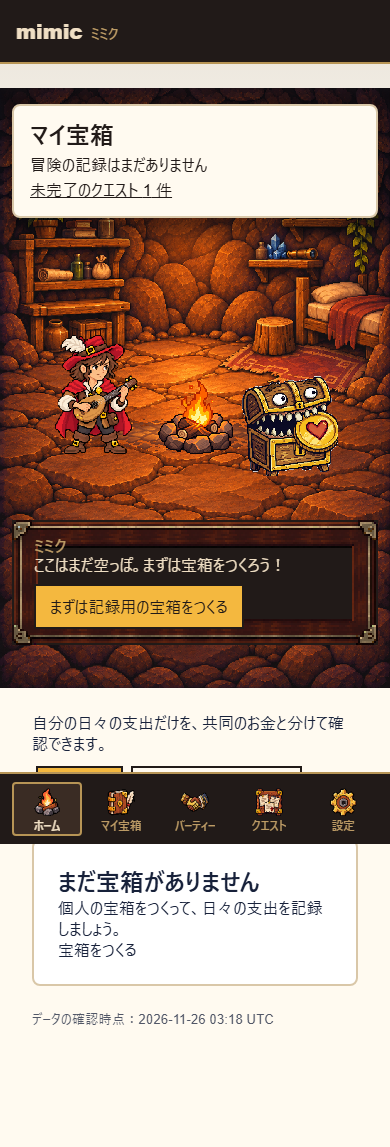 mimic ミミク
マイ宝箱
冒険の記録はまだありません
未完了のクエスト 1 件
ミミク
ここはまだ空っぽ。まずは宝箱をつくろう！
まずは記録用の宝箱をつくる
自分の日々の支出だけを、共同のお金と分けて確
認できます。
ホーム
マイ宝箱
パーティー
クエスト
設定
まだ宝箱がありません
個人の宝箱をつくって、日々の支出を記録
しましょう。
宝箱をつくる
データの確認時点：2026-11-26 03:18 UTC